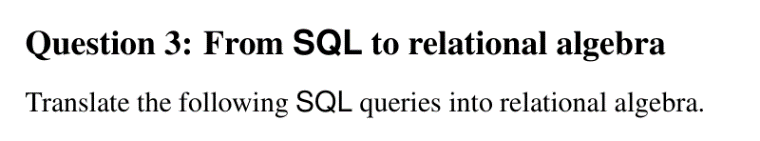 Question 3: From SQL to relational algebra
Translate the following SQL queries into relational algebra.